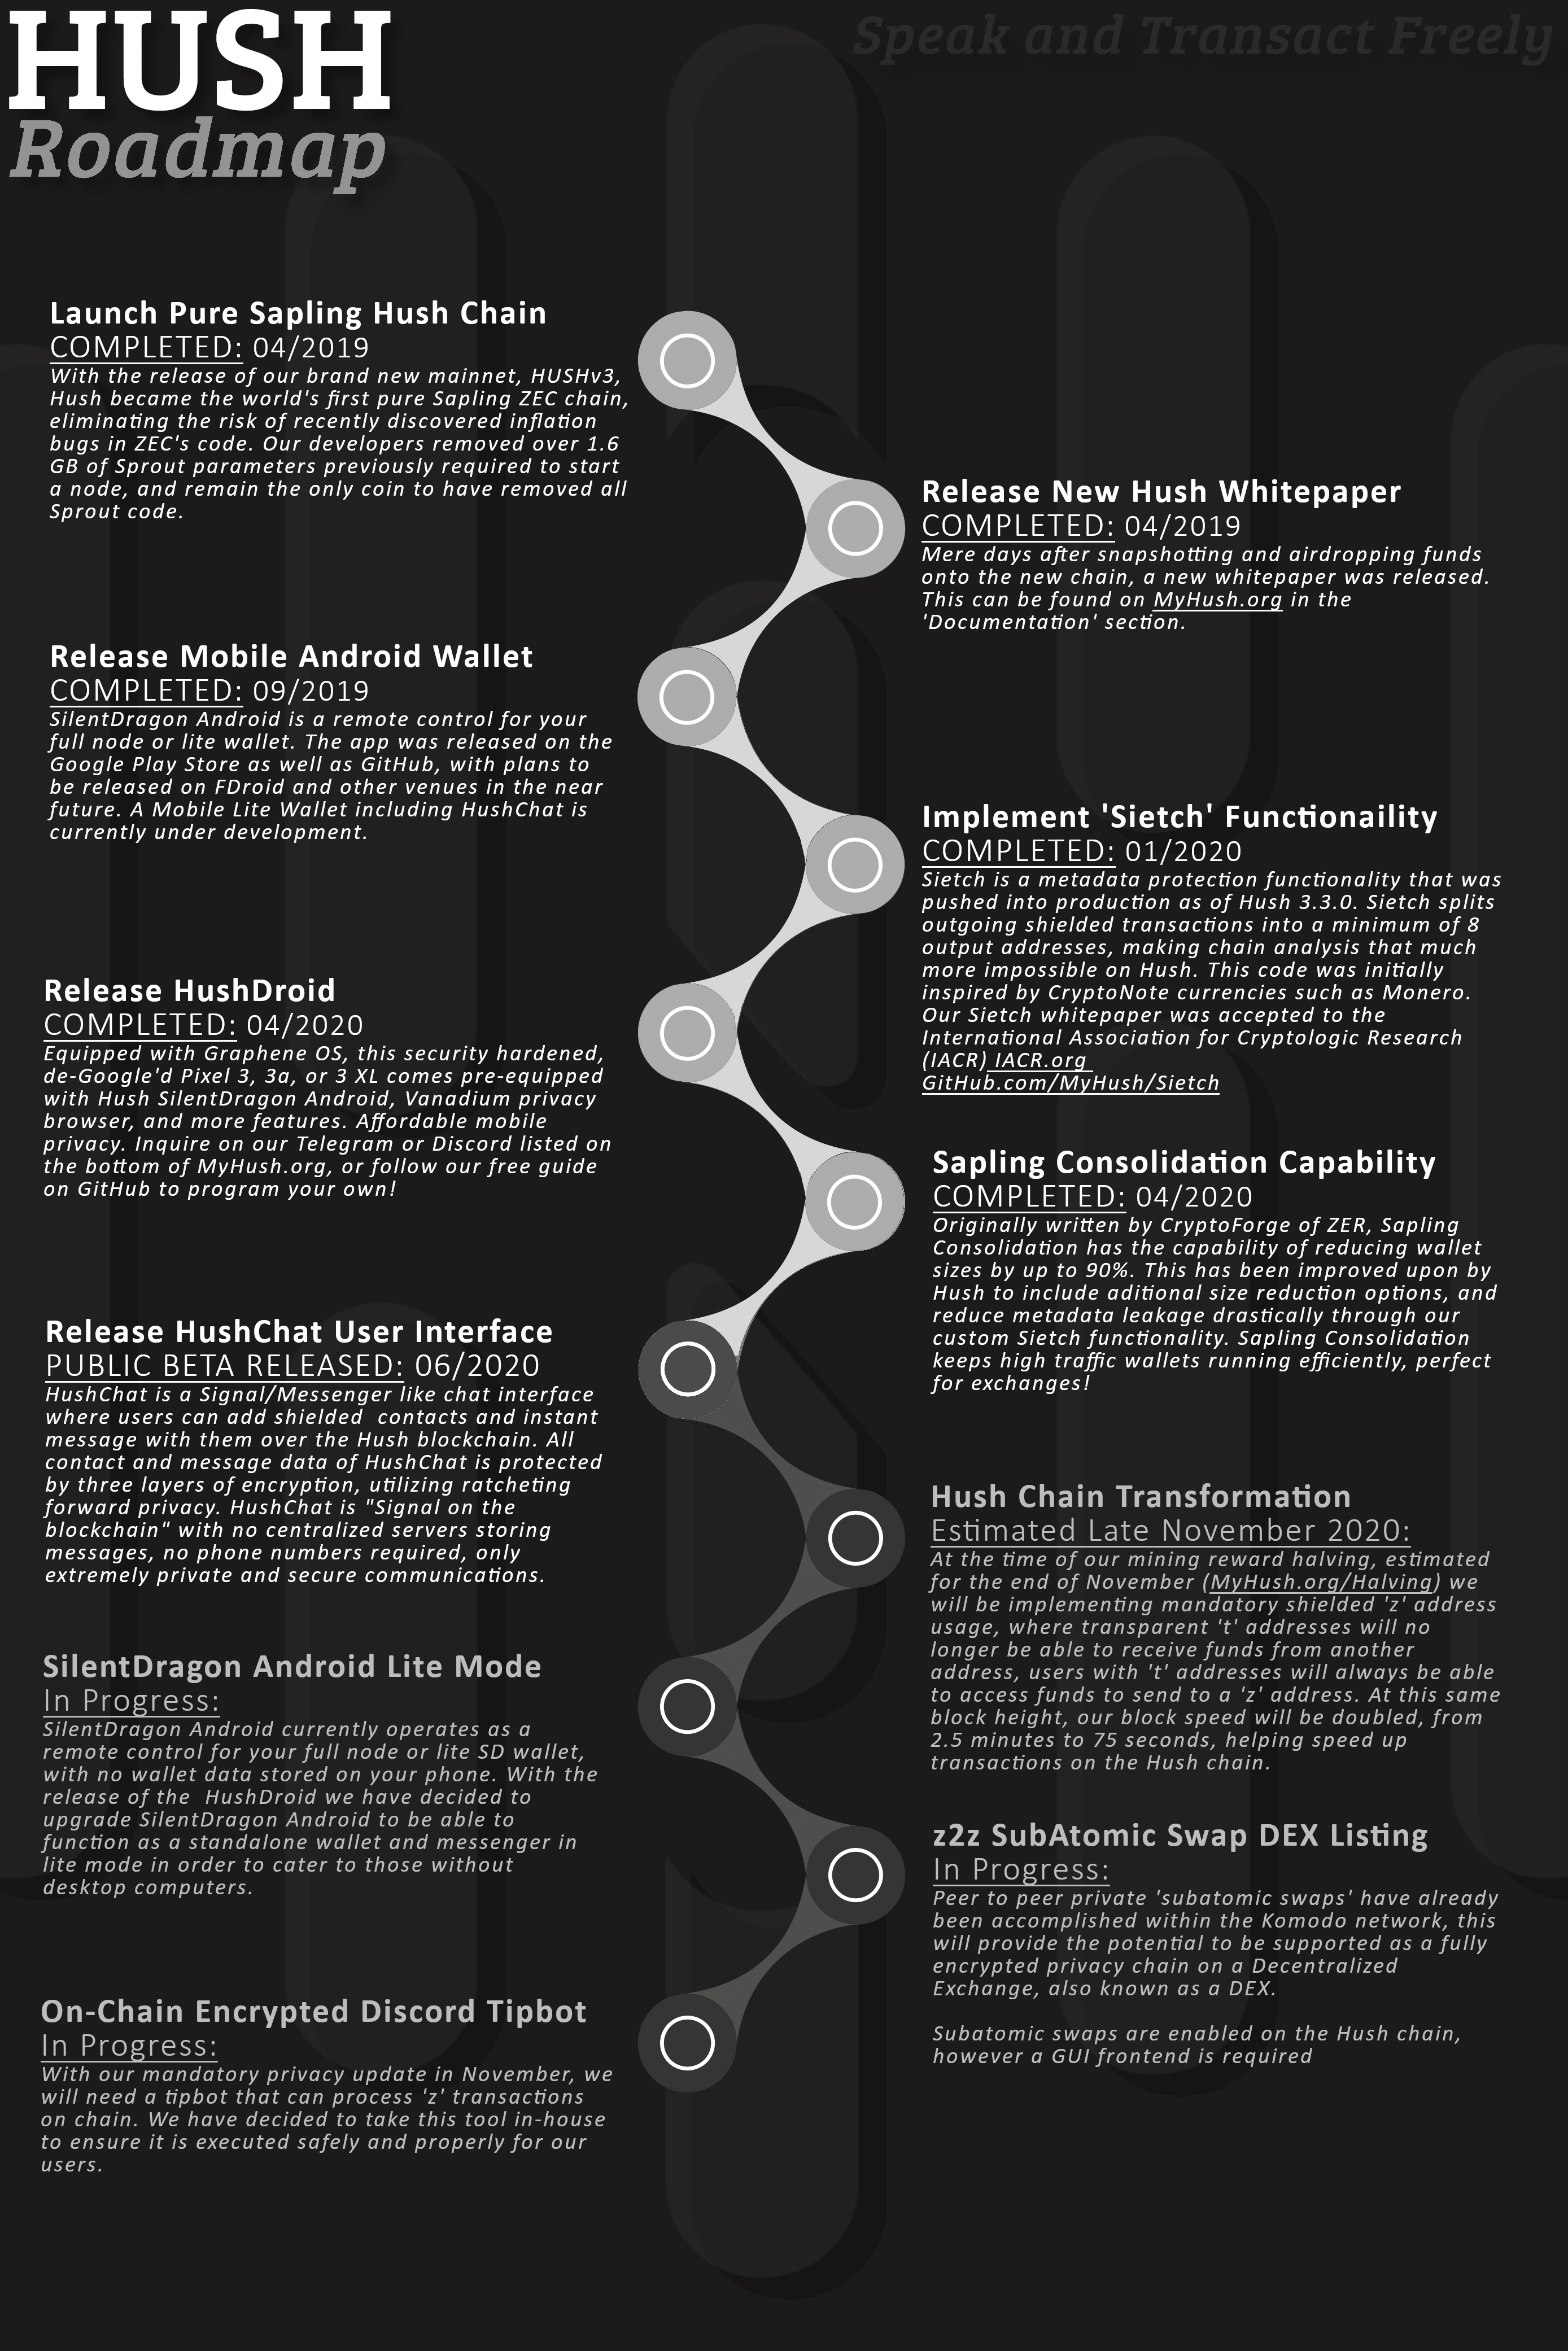 HUSH
Roadmap
Speak and Transact Freely
Launch Pure Sapling Hush Chain
COMPLETED: 04/2019
With the release of our brand new mainnet, HUSHv3,
Hush became the world's first pure Sapling ZEC chain,
eliminating the risk of recently discovered inflation
bugs in ZEC's code. Our developers removed over 1.6
GB of Sprout parameters previously required to start
a node, and remain the only coin to have removed all
Sprout code.
Release New Hush Whitepaper
COMPLETED: 04/2019
Mere days after snapshotting and airdropping funds
onto the new chain, a new whitepaper was released.
This can be found on MyHush.org in the
'Documentation' section.
Release Mobile Android Wallet
COMPLETED: 09/2019
SilentDragon Android is a remote control for your
full node or lite wallet. The app was released on the
Google Play Store as well as GitHub, with plans to
be released on FDroid and other venues in the near
future. A Mobile Lite Wallet including HushChat is
currently under development.
Implement 'Sietch' Functionaility
COMPLETED: 01/2020
Sietch is a metadata protection functionality that was
pushed into production as of Hush 3.3.0. Sietch splits
outgoing shielded transactions into a minimum of 8
output addresses, making chain analysis that much
more impossible on Hush. This code was initially
inspired by CryptoNote currencies such as Monero.
Our Sietch whitepaper was accepted to the
International Association for Cryptologic Research
(IACR) IACR.org
GitHub.com/MyHush/Sietch
Release HushDroid
COMPLETED: 04/2020
Equipped with Graphene OS, this security hardened,
de-Google'd Pixel 3, 3a, or 3 XL comes pre-equipped
with Hush SilentDragon Android, Vanadium privacy
browser, and more features. Affordable mobile
privacy. Inquire on our Telegram or Discord listed on
the bottom of MyHush.org, or follow our free guide
on GitHub to program your own!
Sapling Consolidation Capability
COMPLETED: 04/2020
Originally written by CryptoForge of ZER, Sapling
Consolidation has the capability of reducing wallet
sizes by up to 90%. This has been improved upon by
Hush to include aditional size reduction options, and
reduce metadata leakage drastically through our
custom Sietch functionality. Sapling Consolidation
keeps high traffic wallets running efficiently, perfect
for exchanges!
Release HushChat User Interface
PUBLIC BETA RELEASED: 06/2020
HushChat is a Signal/Messenger like chat interface
where users can add shielded  contacts and instant
message with them over the Hush blockchain. All
contact and message data of HushChat is protected
by three layers of encryption, utilizing ratcheting
forward privacy. HushChat is "Signal on the
blockchain" with no centralized servers storing
messages, no phone numbers required, only
extremely private and secure communications.
Hush Chain Transformation
Estimated Late November 2020:
At the time of our mining reward halving, estimated
for the end of November (MyHush.org/Halving) we
will be implementing mandatory shielded 'z' address
usage, where transparent 't' addresses will no
longer be able to receive funds from another
address, users with 't' addresses will always be able
to access funds to send to a 'z' address. At this same
block height, our block speed will be doubled, from
2.5 minutes to 75 seconds, helping speed up
transactions on the Hush chain.
SilentDragon Android Lite Mode
In Progress:
SilentDragon Android currently operates as a
remote control for your full node or lite SD wallet,
with no wallet data stored on your phone. With the
release of the  HushDroid we have decided to
upgrade SilentDragon Android to be able to
function as a standalone wallet and messenger in
lite mode in order to cater to those without
desktop computers.
z2z SubAtomic Swap DEX Listing
In Progress:
Peer to peer private 'subatomic swaps' have already
been accomplished within the Komodo network, this
will provide the potential to be supported as a fully
encrypted privacy chain on a Decentralized
Exchange, also known as a DEX.
Subatomic swaps are enabled on the Hush chain,
however a GUI frontend is required
On-Chain Encrypted Discord Tipbot
In Progress:
With our mandatory privacy update in November, we
will need a tipbot that can process 'z' transactions
on chain. We have decided to take this tool in-house
to ensure it is executed safely and properly for our
users.